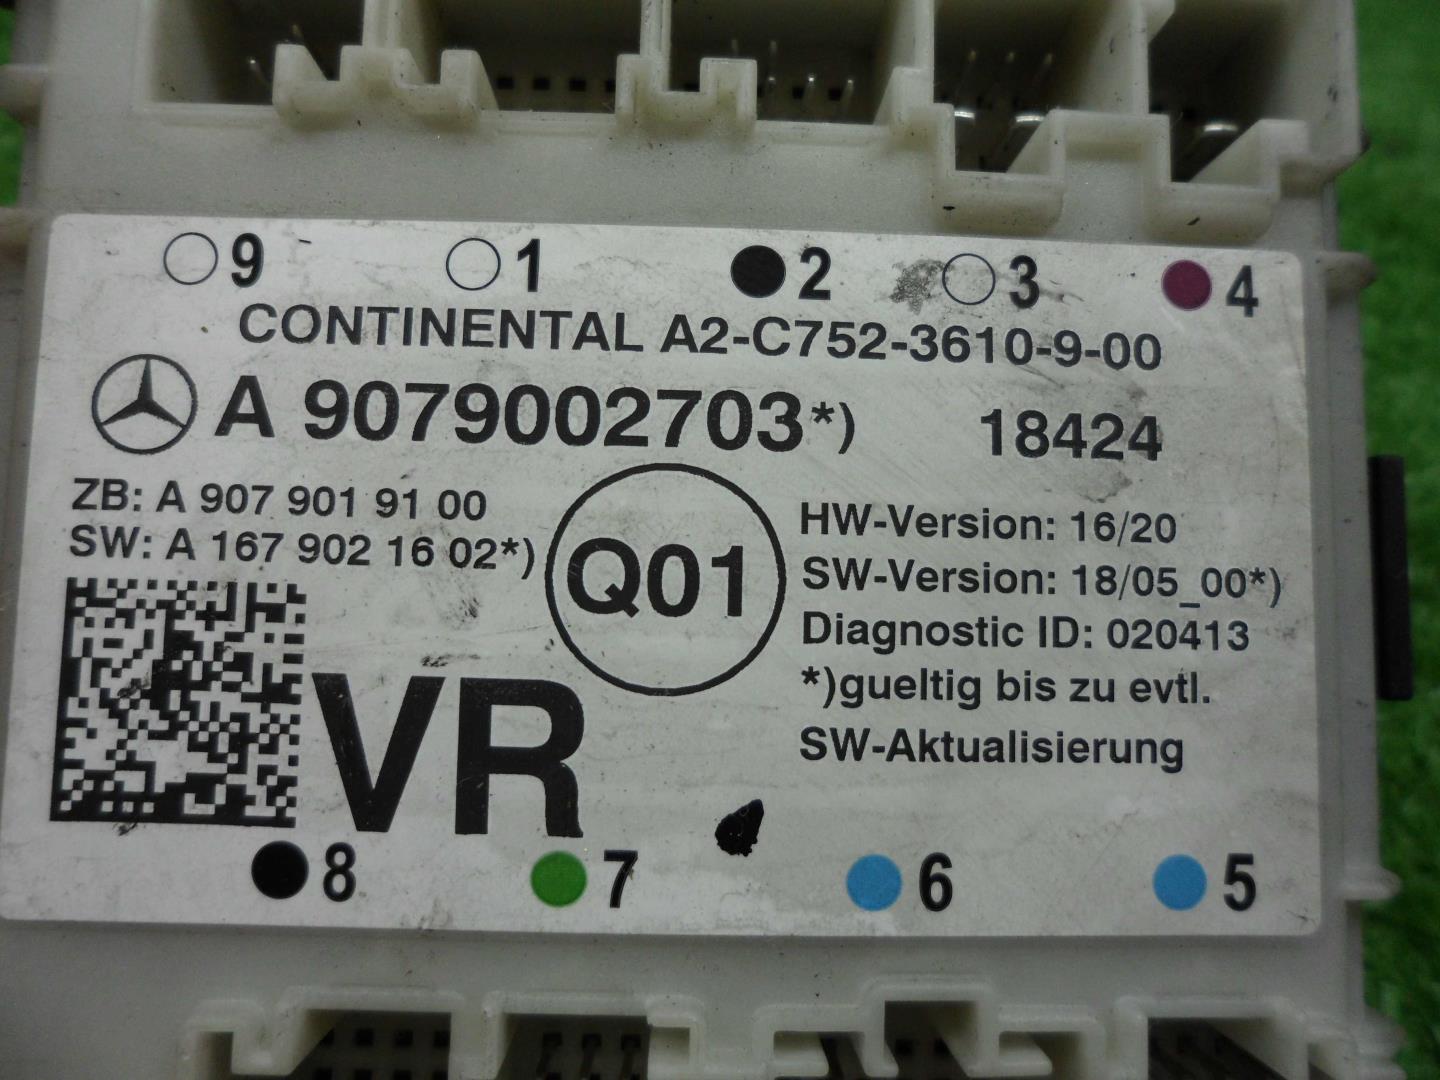 9 1 2 3 4
CONTINENTAL A2-C752-3610-9-00
A 9079002703*) 18424
ZB: A 907 901 91 00
SW: A 167 902 16 02*)
Q01
HW-Version: 16/20
SW-Version: 18/05_00*)
Diagnostic ID: 020413
*)gueltig bis zu evtl.
SW-Aktualisierung
VR
8 7 6 5